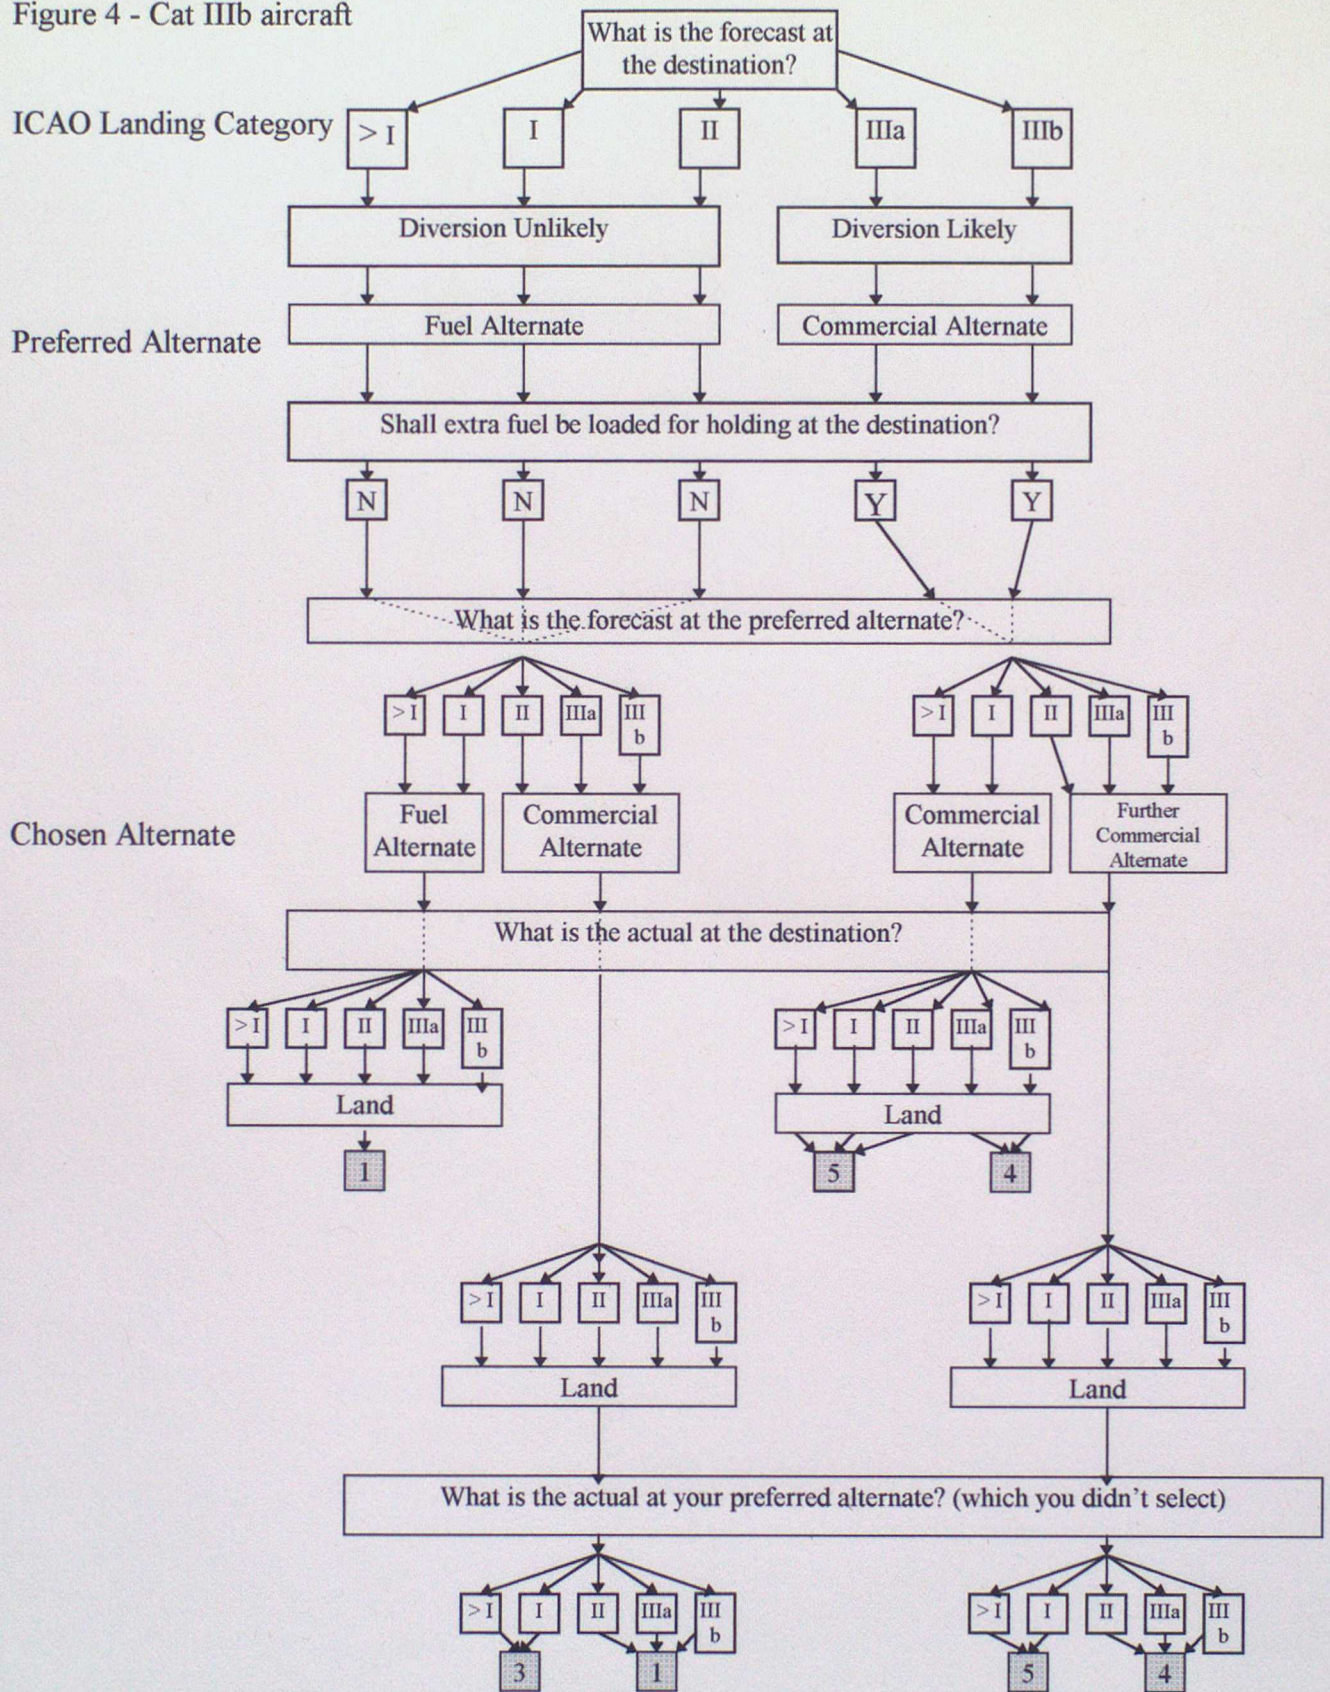 Figure 4 - Cat IIIb aircraft
What is the forecast at
the destination?
ICAO Landing Category
> I
I
II
IIIa
IIIb
Diversion Unlikely
Diversion Likely
Preferred Alternate
Fuel Alternate
Commercial Alternate
Shall extra fuel be loaded for holding at the destination?
N
N
N
Y
Y
What is the forecast at the preferred alternate?
> I
I
II
IIIa
III
b
> I
I
II
IIIa
III
b
Chosen Alternate
Fuel
Alternate
Commercial
Alternate
Commercial
Alternate
Further
Commercial
Alternate
What is the actual at the destination?
> I
I
II
IIIa
III
b
> I
I
II
IIIa
III
b
Land
Land
1
5
4
> I
I
II
IIIa
III
b
> I
I
II
IIIa
III
b
Land
Land
What is the actual at your preferred alternate? (which you didn't select)
> I
I
II
IIIa
III
b
> I
I
II
IIIa
III
b
3
1
5
4